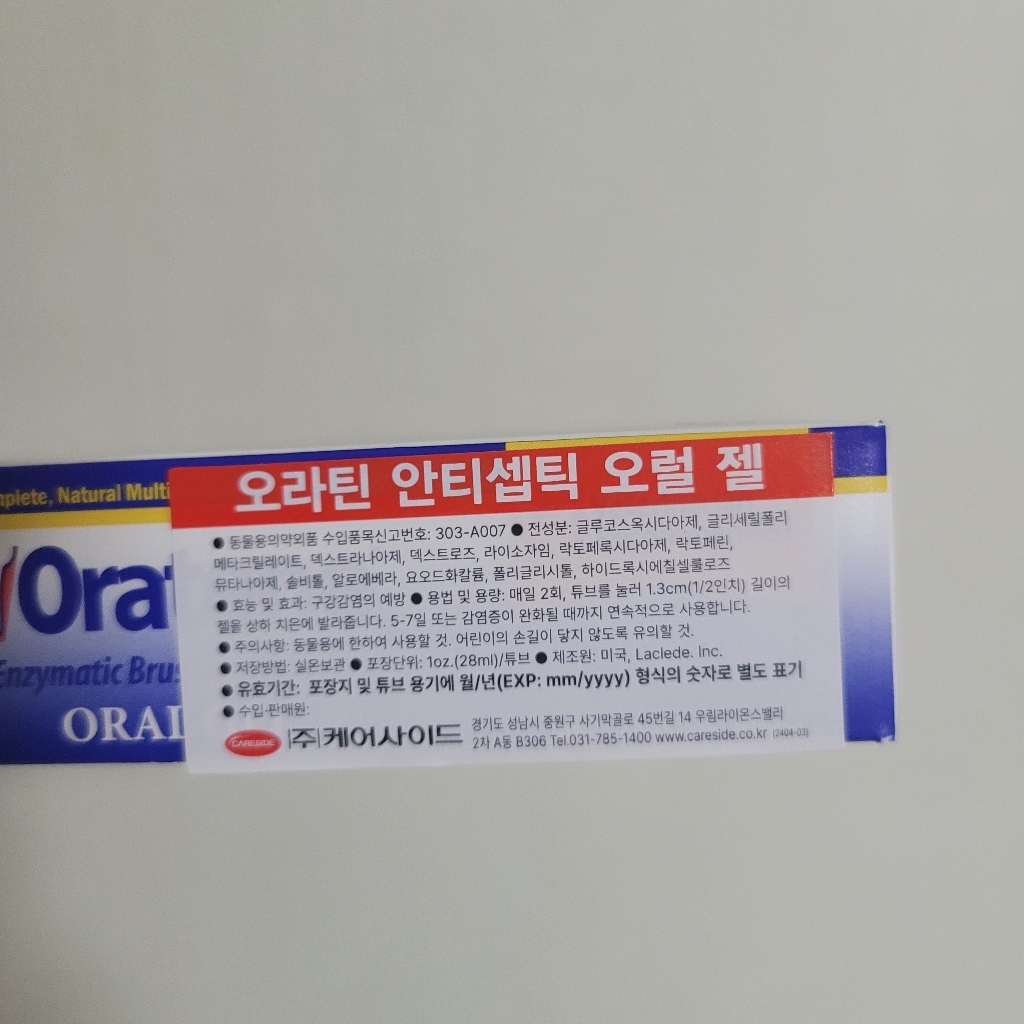 오라틴 안티셉틱 오럴 젤
● 동물용의약외품 수입품목신고번호: 303-A007 ● 전성분: 글루코스옥시다아제, 글리세릴폴리
메타크릴레이트, 덱스트라나아제, 덱스트로즈, 라이소자임, 락토페록시다아제, 락토페린,
뮤타나아제, 솔비톨, 알로에베라, 요오드화칼륨, 폴리글리시톨, 하이드록시에칠셀룰로즈
● 효능 및 효과: 구강감염의 예방 ● 용법 및 용량: 매일 2회, 튜브를 눌러 1.3cm(1/2인치) 길이의
젤을 상하 치은에 발라줍니다. 5-7일 또는 감염증이 완화될 때까지 연속적으로 사용합니다.
● 주의사항: 동물용에 한하여 사용할 것. 어린이의 손길이 닿지 않도록 유의할 것.
● 저장방법: 실온보관 ● 포장단위: 1oz.(28ml)/튜브 ● 제조원: 미국, Laclede. Inc.
● 유효기간: 포장지 및 튜브 용기에 월/년(EXP: mm/yyyy) 형식의 숫자로 별도 표기
● 수입·판매원:
CARESIDE (주)케어사이드
경기도 성남시 중원구 사기막골로 45번길 14 우림라이온스밸리
2차 A동 B306 Tel.031-785-1400 www.careside.co.kr (2404-03)
mplete, Natural Multi
Orat
Enzymatic Brus
ORAL